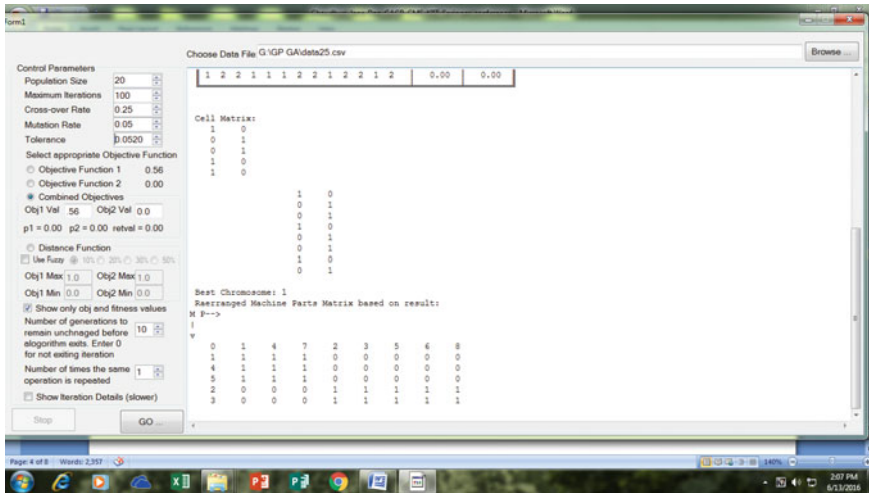 Form1
Choose Data File G:\GP GA\data25.csv
Browse ...
Control Parameters
Population Size 20
Maximum Iterations 100
Cross-over Rate 0.25
Mutation Rate 0.05
Tolerance 0.0520
Select appropriate Objective Function
Objective Function 1 0.56
Objective Function 2 0.00
Combined Objectives
Obj1 Val 56 Obj2 Val 0.0
p1 = 0.00 p2 = 0.00 retval = 0.00
Distance Function
Use Fuzzy 10% 20% 30% 50%
Obj1 Max 1.0 Obj2 Max 1.0
Obj1 Min 0.0 Obj2 Min 0.0
Show only obj and fitness values
Number of generations to
remain unchnaged before 10
alogorithm exits. Enter 0
for not exiting iteration
Number of times the same 1
operation is repeated
Show Iteration Details (slower)
Stop
GO ...
1 2 2 1 1 1 2 2 1 2 2 1 2 0.00 0.00
Cell Matrix:
1 0
0 1
0 1
1 0
1 0
1 0
0 1
0 1
1 0
0 1
0 1
1 0
0 1
Best Chromosome: 1
Raerranged Machine Parts Matrix based on result:
M P-->
|
v
0 1 4 7 2 3 5 6 8
1 1 1 1 0 0 0 0 0
4 1 1 1 0 0 0 0 0
5 1 1 1 0 0 0 0 0
2 0 0 0 1 1 1 1 1
3 0 0 0 1 1 1 1 1
Page: 4 of 8 Words: 2,357
140%
2:07 PM
6/13/2016